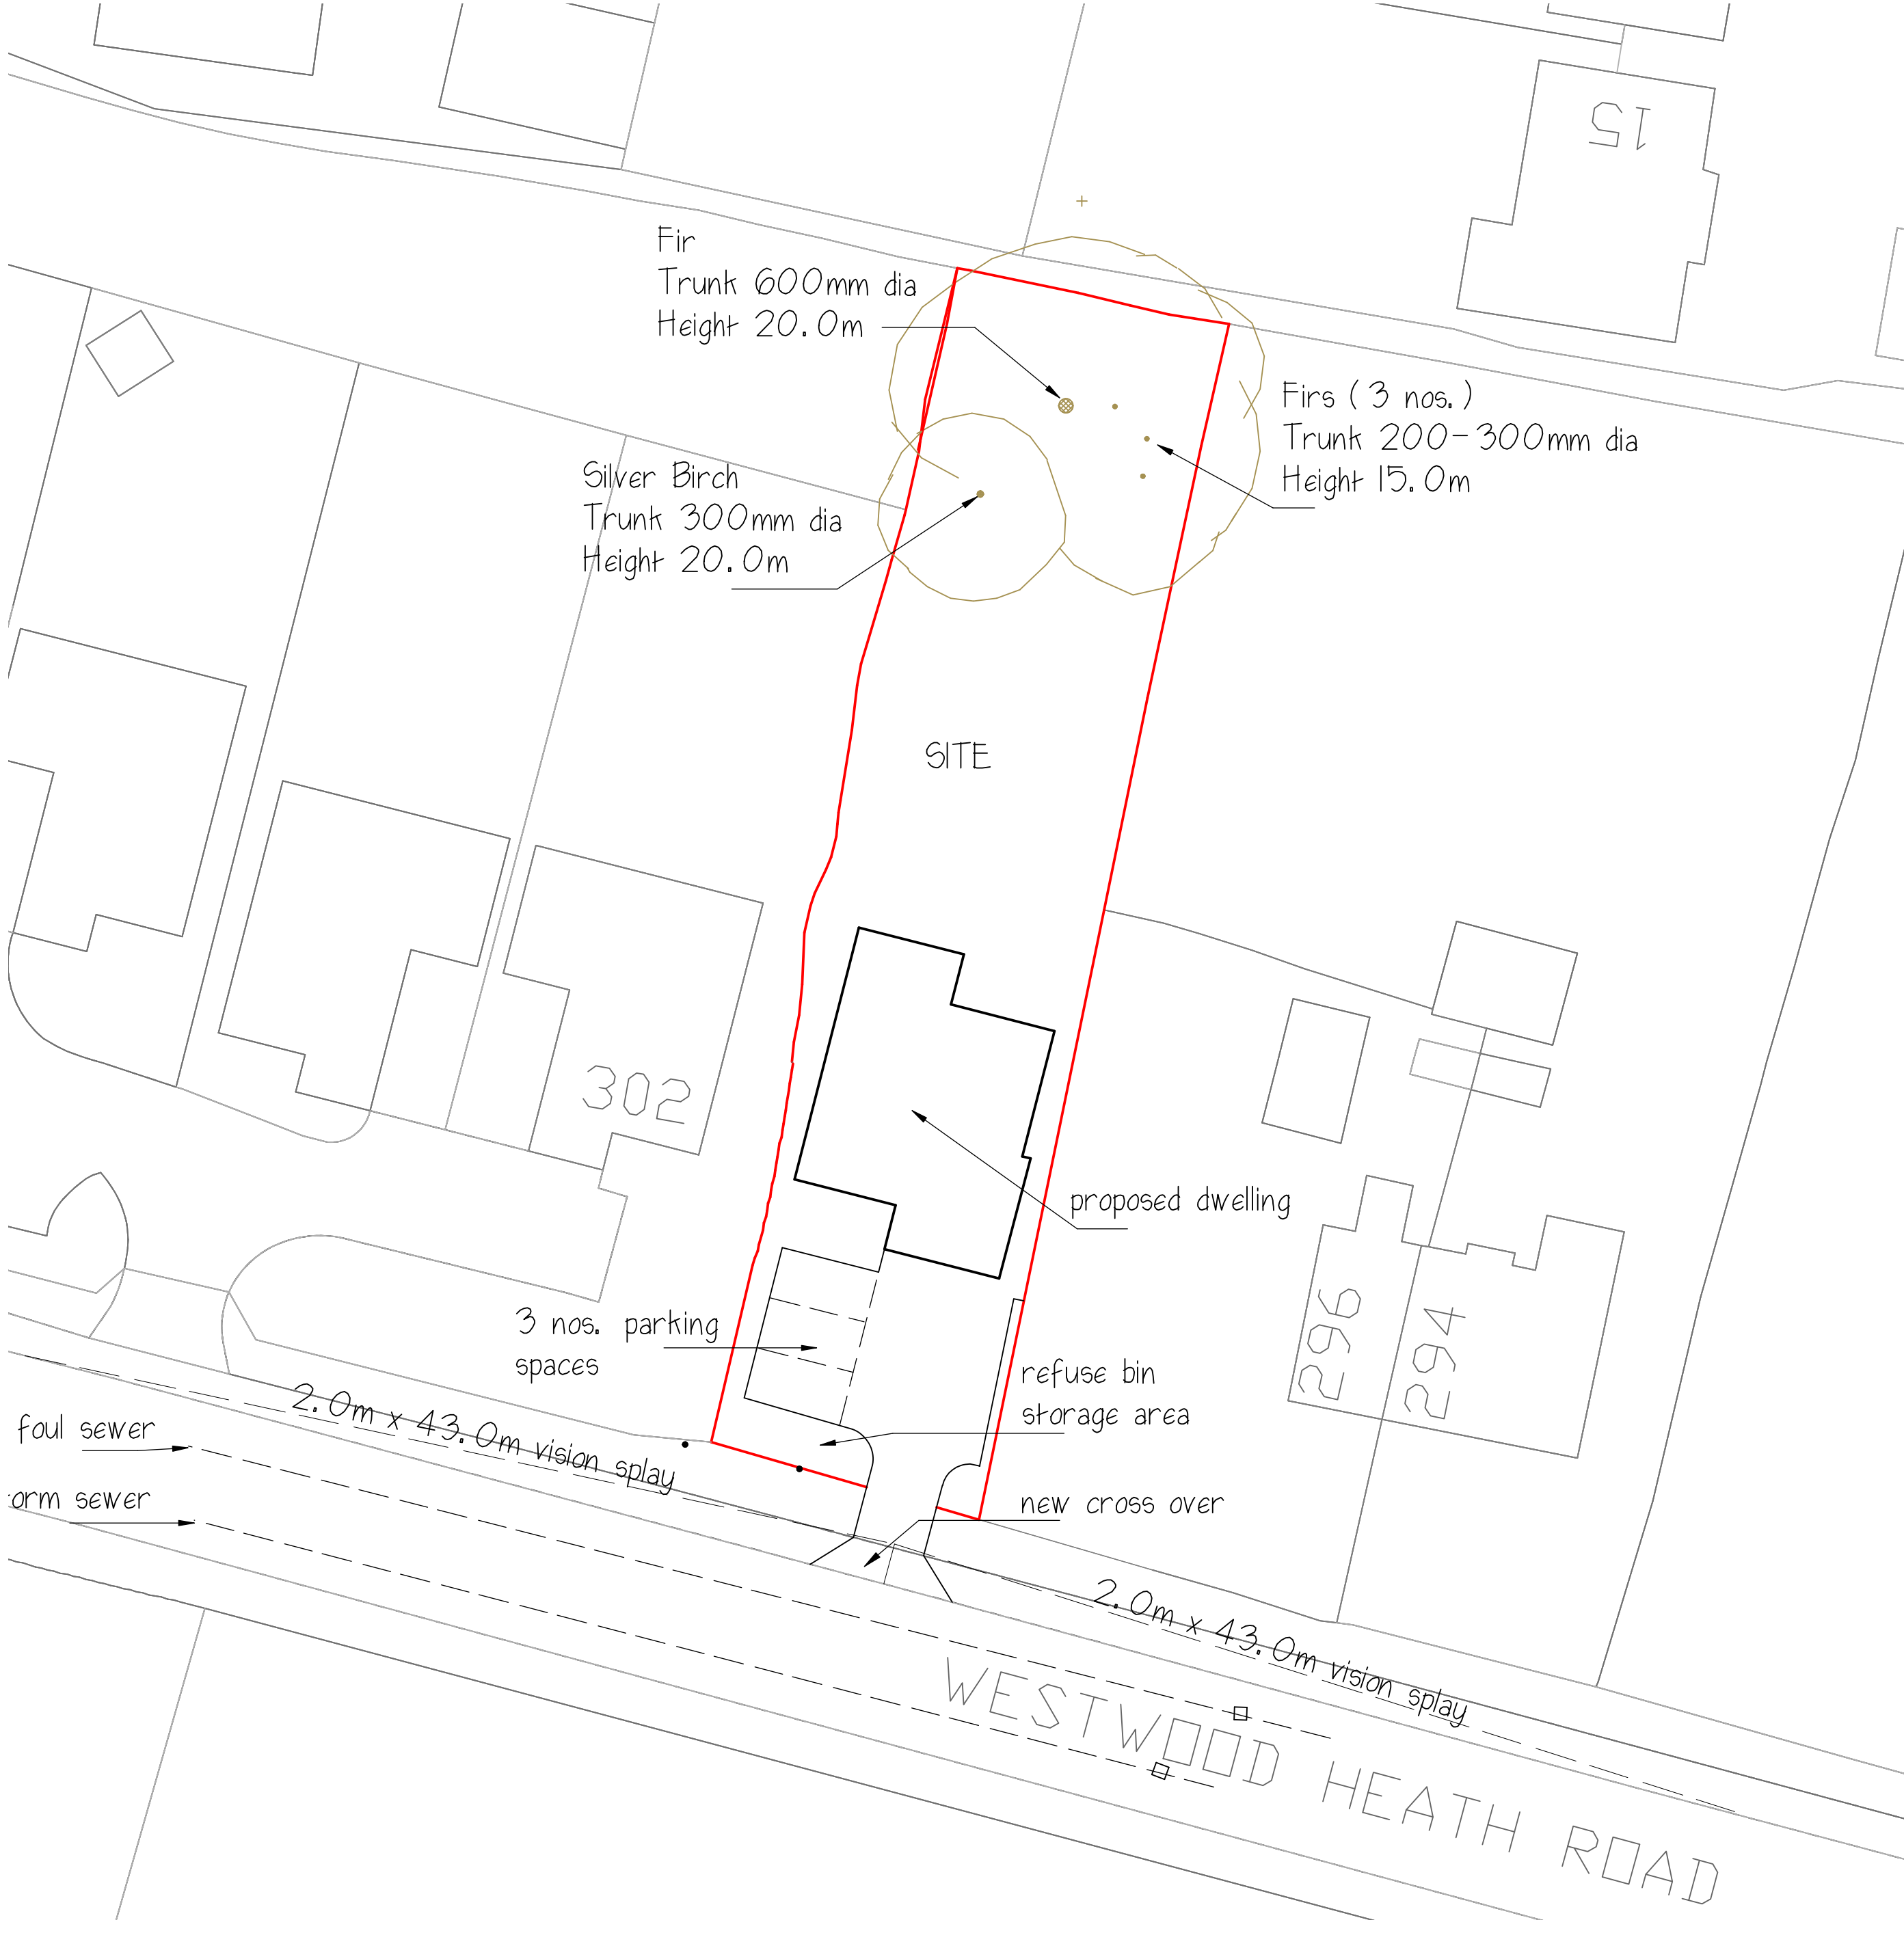 15
Fir
Trunk 600mm dia
Height 20.0m
Firs (3 nos.)
Trunk 200-300mm dia
Height 15.0m
Silver Birch
Trunk 300mm dia
Height 20.0m
SITE
302
proposed dwelling
296
294
3 nos. parking
spaces
refuse bin
storage area
2.0m x 43.0m vision splay
foul sewer
orm sewer
new cross over
2.0m x 43.0m vision splay
WESTWOOD HEATH ROAD